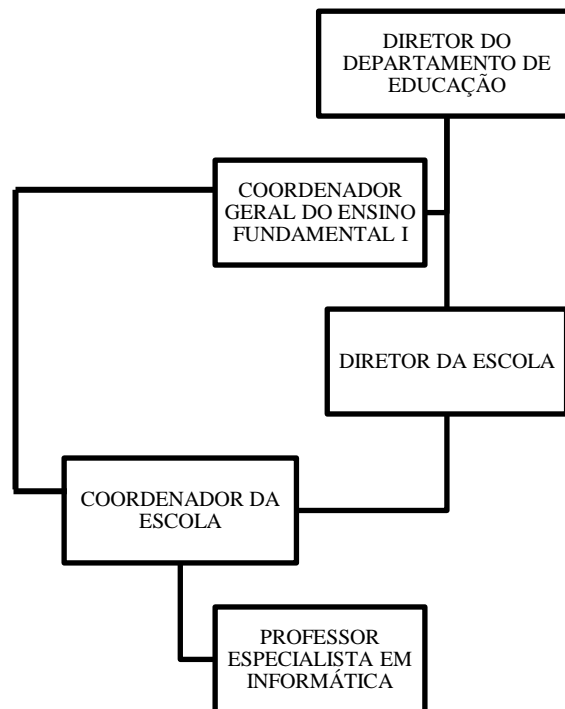 DIRETOR DO
DEPARTAMENTO DE
EDUCAÇÃO
COORDENADOR
GERAL DO ENSINO
FUNDAMENTAL I
DIRETOR DA ESCOLA
COORDENADOR DA
ESCOLA
PROFESSOR
ESPECIALISTA EM
INFORMÁTICA